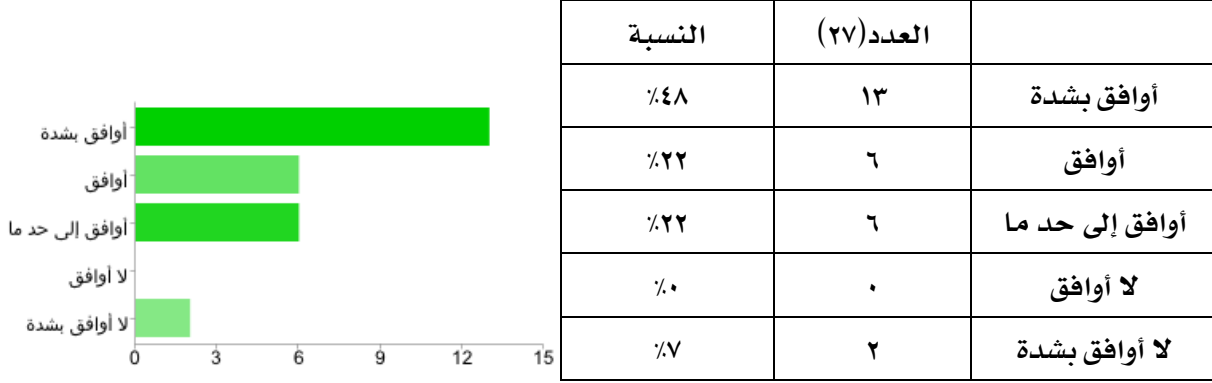 العدد(٢٧) النسبة
أوافق بشدة ١٣ ٤٨٪
أوافق ٦ ٢٢٪
أوافق إلى حد ما ٦ ٢٢٪
لا أوافق ٠ ٠٪
لا أوافق بشدة ٢ ٧٪
أوافق بشدة
أوافق
أوافق إلى حد ما
لا أوافق
لا أوافق بشدة
0 3 6 9 12 15